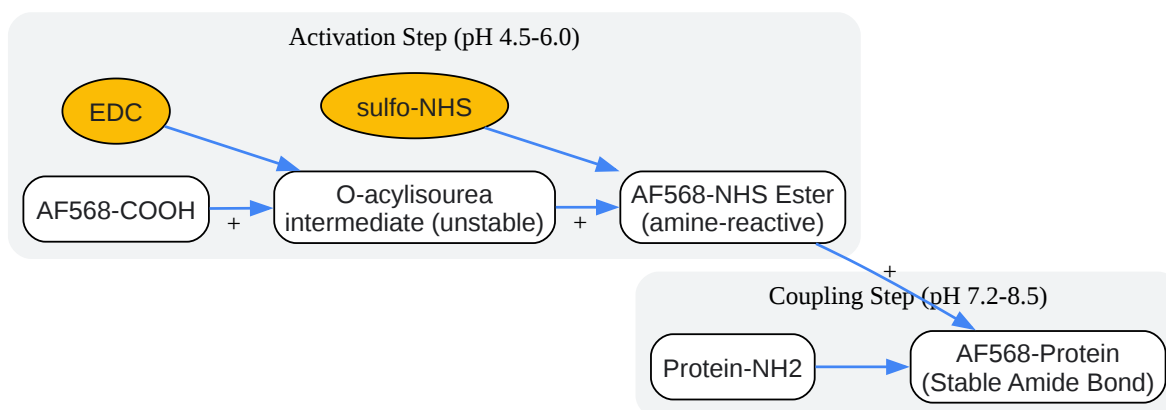 Activation Step (pH 4.5-6.0)
EDC
sulfo-NHS
AF568-COOH
+
O-acylisourea
intermediate (unstable)
+
AF568-NHS Ester
(amine-reactive)
+
Coupling Step (pH 7.2-8.5)
Protein-NH2
AF568-Protein
(Stable Amide Bond)